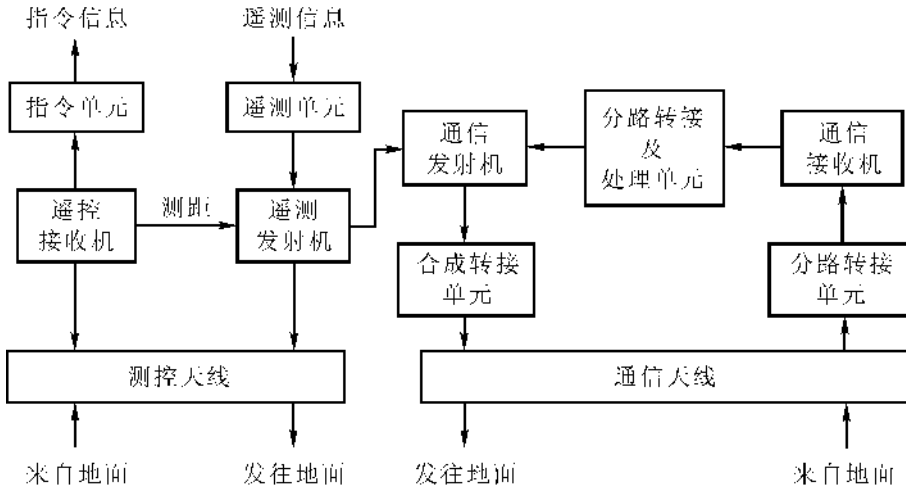 指令信息
遥测信息
指令单元
遥测单元
通信
发射机
分路转接
及
处理单元
通信
接收机
遥控
接收机
测距
遥测
发射机
合成转接
单元
分路转接
单元
测控天线
通信天线
来自地面
发往地面
发往地面
来自地面